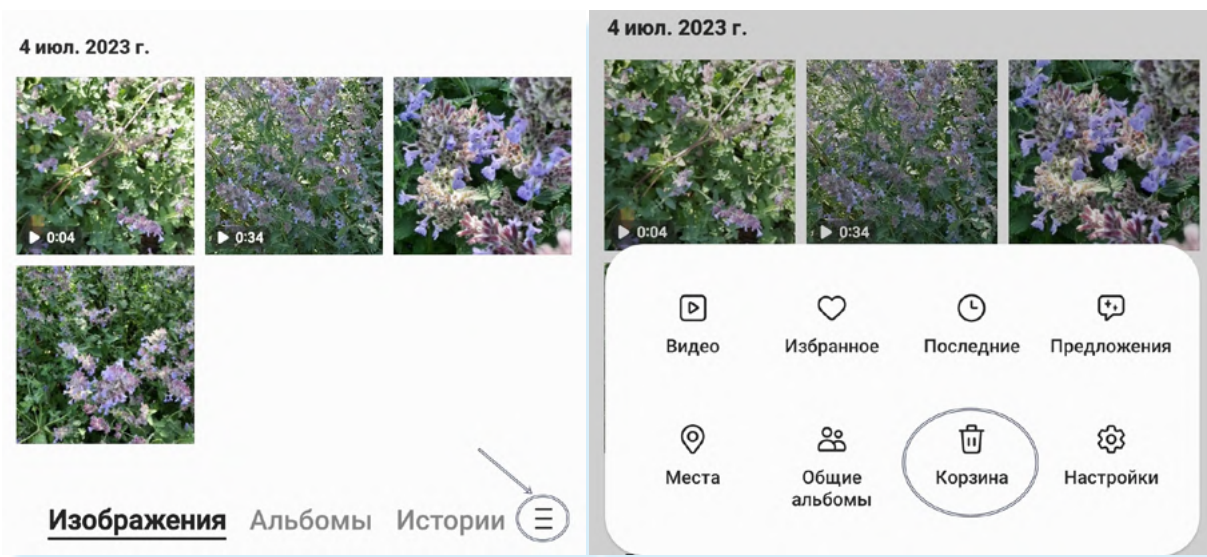 4 июл. 2023 г.
0:04
0:34
Изображения Альбомы Истории
4 июл. 2023 г.
0:04
0:34
Видео Избранное Последние Предложения
Места Общие альбомы Корзина Настройки